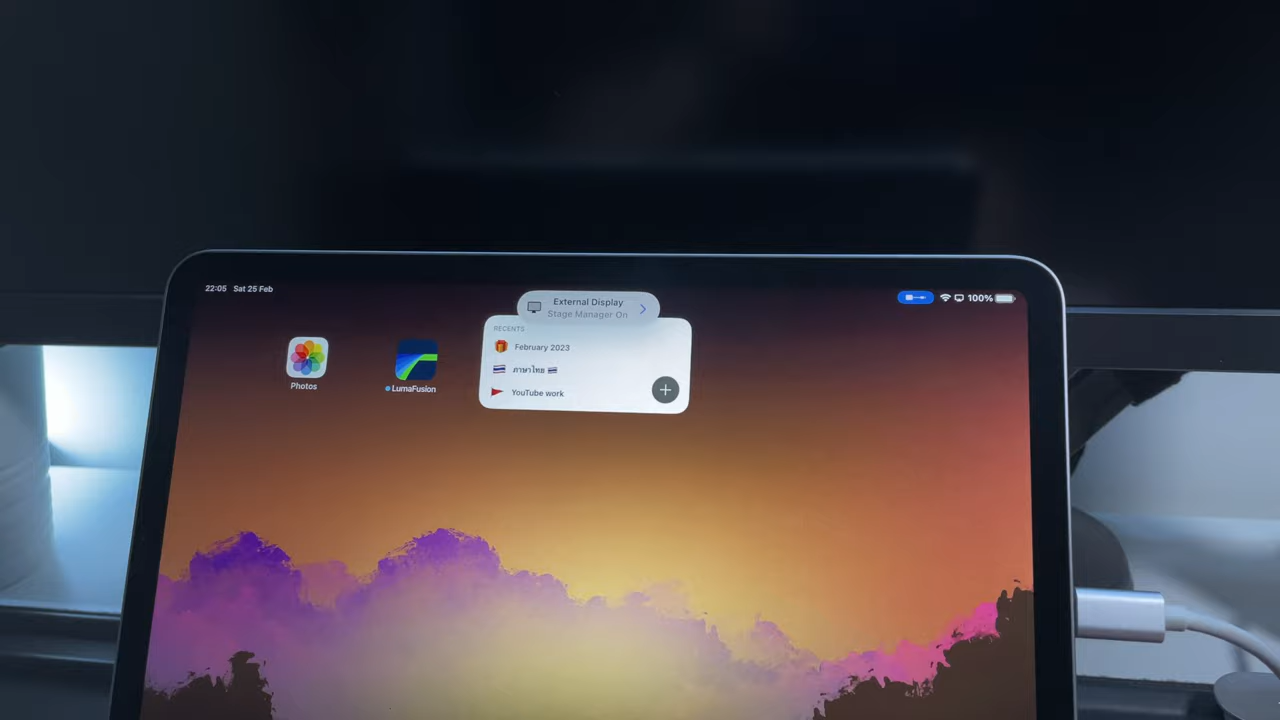 22:05 Sat 25 Feb
External Display
Stage Manager On
100%
Photos
LumaFusion
RECENTS
February 2023
ภาษาไทย
YouTube work